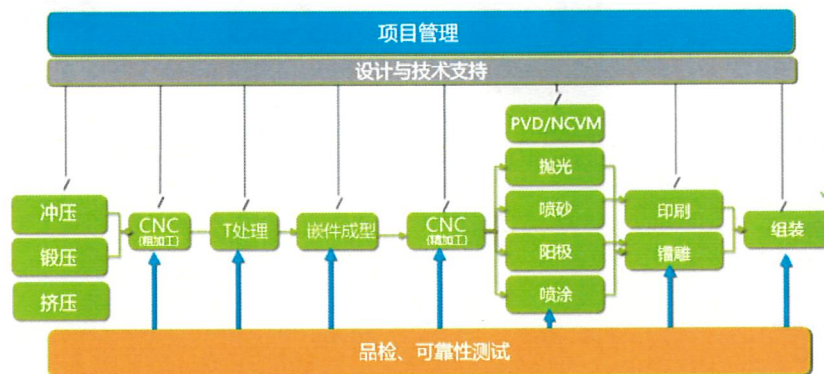 项目管理
设计与技术支持
PVD/NCVM
抛光
冲压
CNC
(粗加工)
T处理
嵌件成型
CNC
(精加工)
喷砂
印刷
组装
锻压
阳极
镭雕
挤压
喷涂
品检、可靠性测试